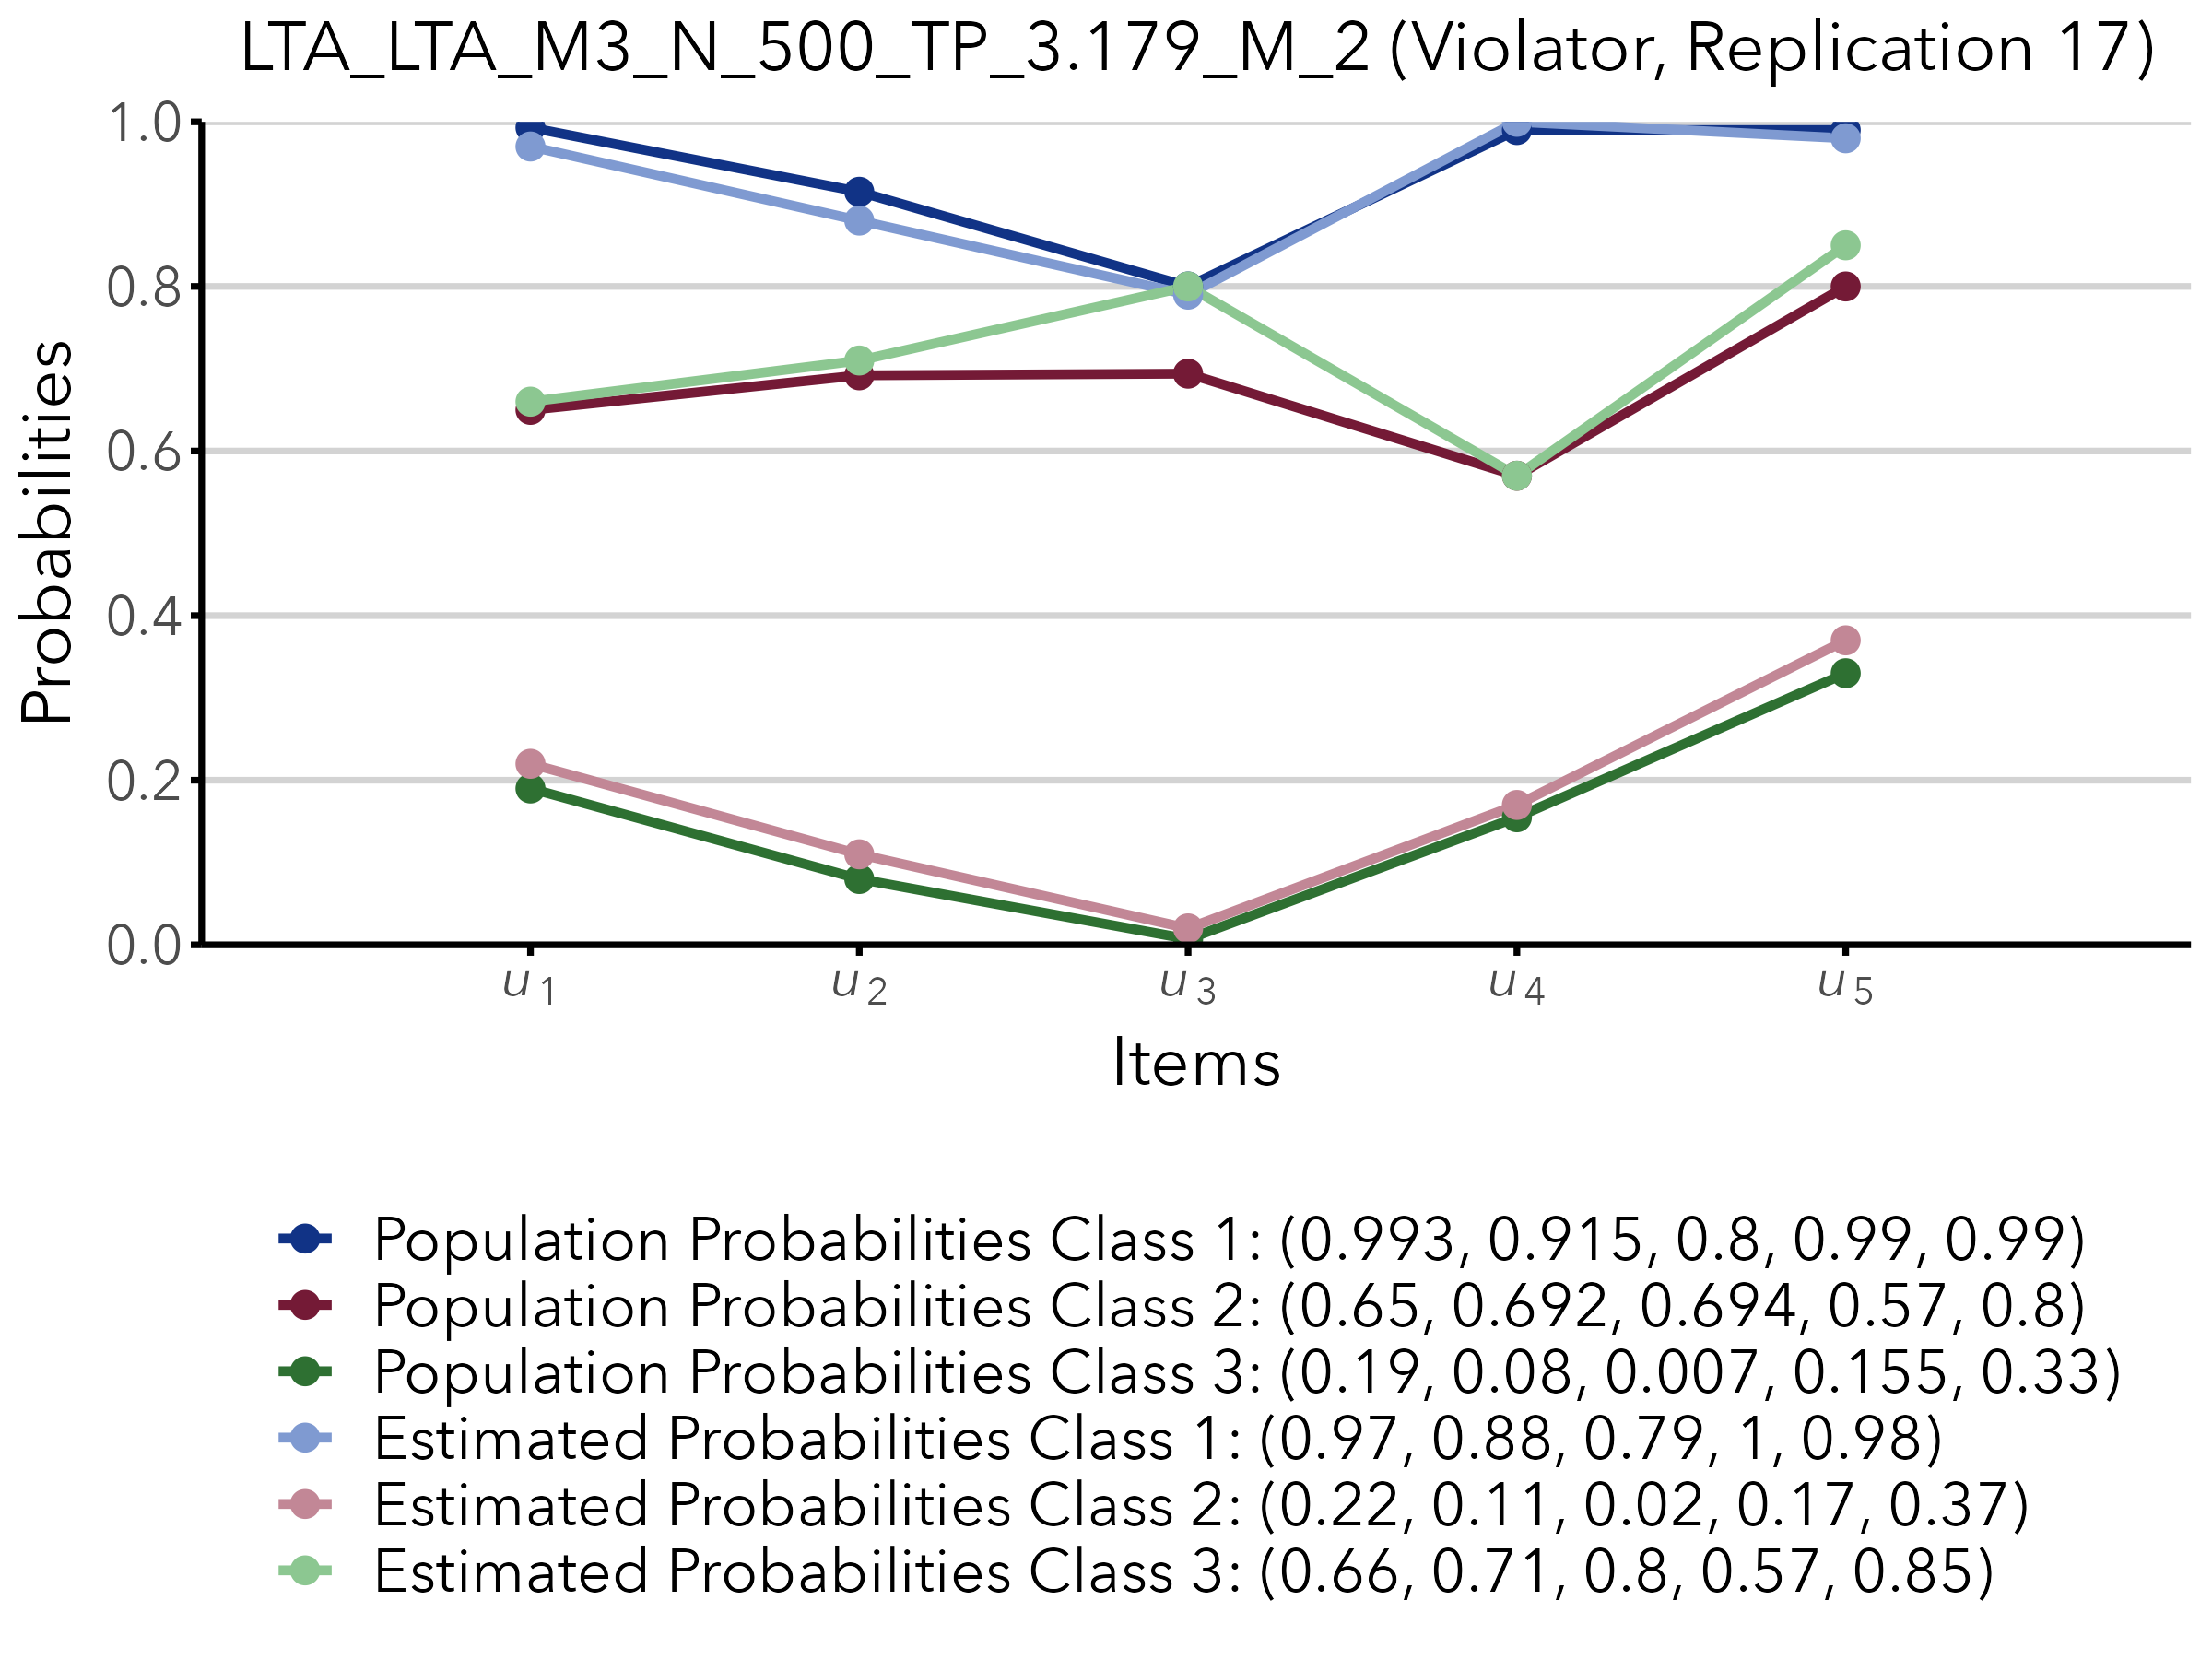 LTA_LTA_M3_N_500_TP_3.179_M_2 (Violator, Replication 17)
Probabilities
1.0
0.8
0.6
0.4
0.2
0.0
u1 u2 u3 u4 u5
Items
Population Probabilities Class 1: (0.993, 0.915, 0.8, 0.99, 0.99)
Population Probabilities Class 2: (0.65, 0.692, 0.694, 0.57, 0.8)
Population Probabilities Class 3: (0.19, 0.08, 0.007, 0.155, 0.33)
Estimated Probabilities Class 1: (0.97, 0.88, 0.79, 1, 0.98)
Estimated Probabilities Class 2: (0.22, 0.11, 0.02, 0.17, 0.37)
Estimated Probabilities Class 3: (0.66, 0.71, 0.8, 0.57, 0.85)